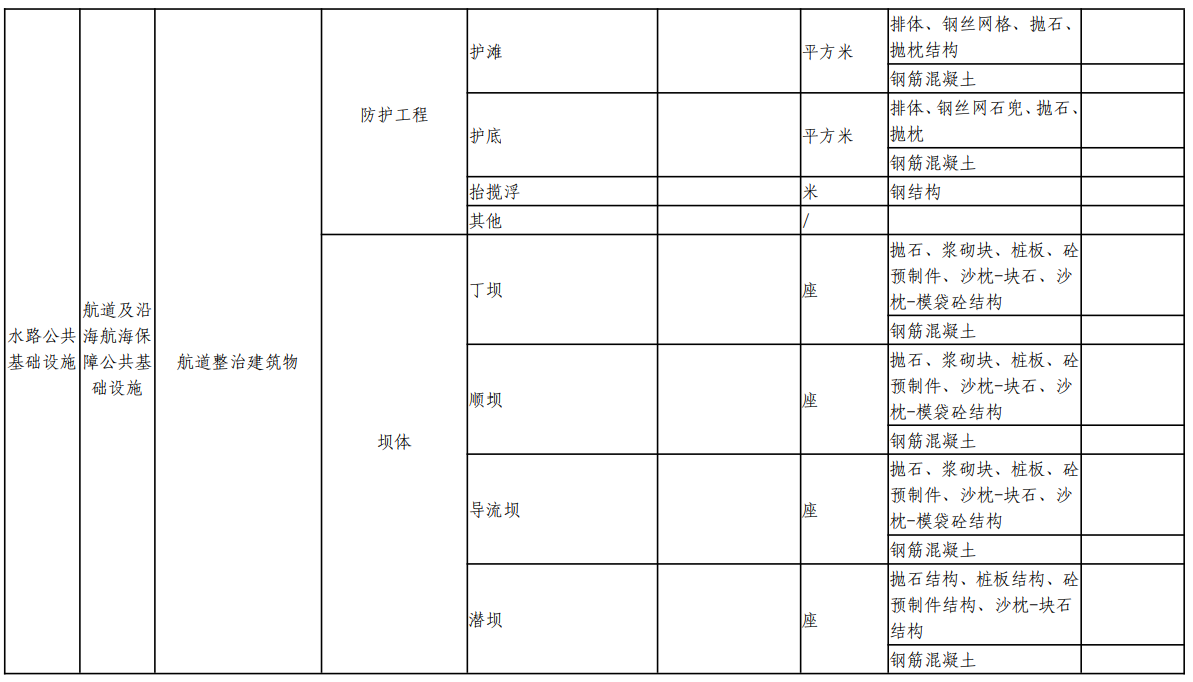 水路公共
基础设施
航道及沿
海航海保
障公共基
础设施
航道整治建筑物
防护工程
护滩
平方米
排体、钢丝网格、抛石、
抛枕结构
钢筋混凝土
护底
平方米
排体、钢丝网石兜、抛石、
抛枕
钢筋混凝土
抬揽浮
米
钢结构
其他
/
坝体
丁坝
座
抛石、浆砌块、桩板、砼
预制件、沙枕-块石、沙
枕-模袋砼结构
钢筋混凝土
顺坝
座
抛石、浆砌块、桩板、砼
预制件、沙枕-块石、沙
枕-模袋砼结构
钢筋混凝土
导流坝
座
抛石、浆砌块、桩板、砼
预制件、沙枕-块石、沙
枕-模袋砼结构
钢筋混凝土
潜坝
座
抛石结构、桩板结构、砼
预制件结构、沙枕-块石
结构
钢筋混凝土